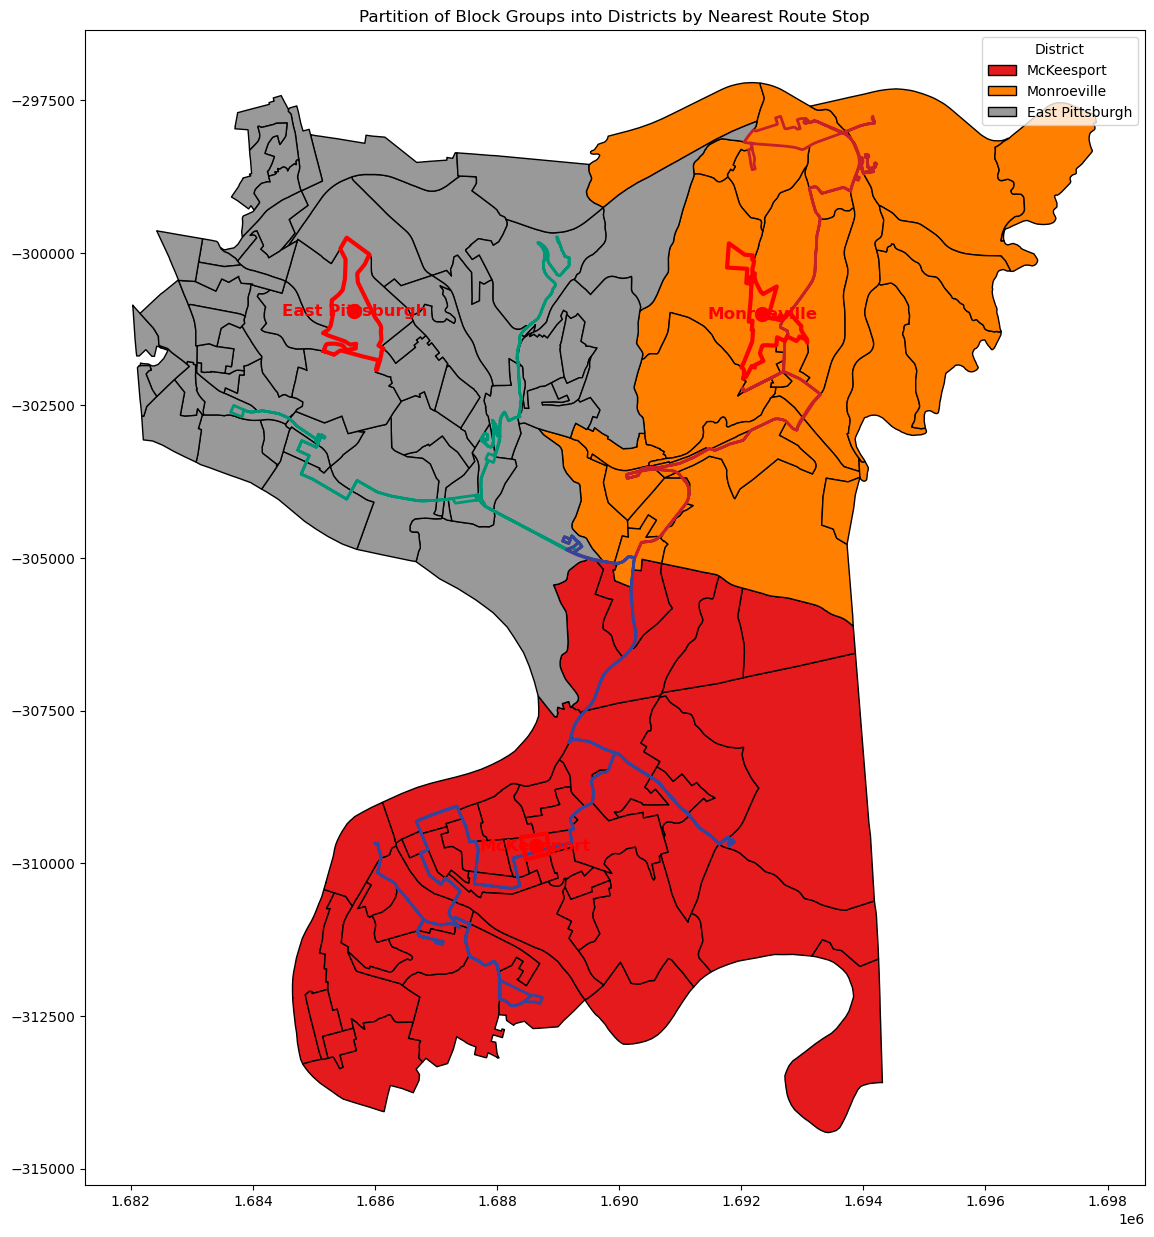 Partition of Block Groups into Districts by Nearest Route Stop
District
McKeesport
Monroeville
East Pittsburgh
−297500
−300000
−302500
−305000
−307500
−310000
−312500
−315000
East Pittsburgh
Monroeville
McKeesport
1.682
1.684
1.686
1.688
1.690
1.692
1.694
1.696
1.698
1e6